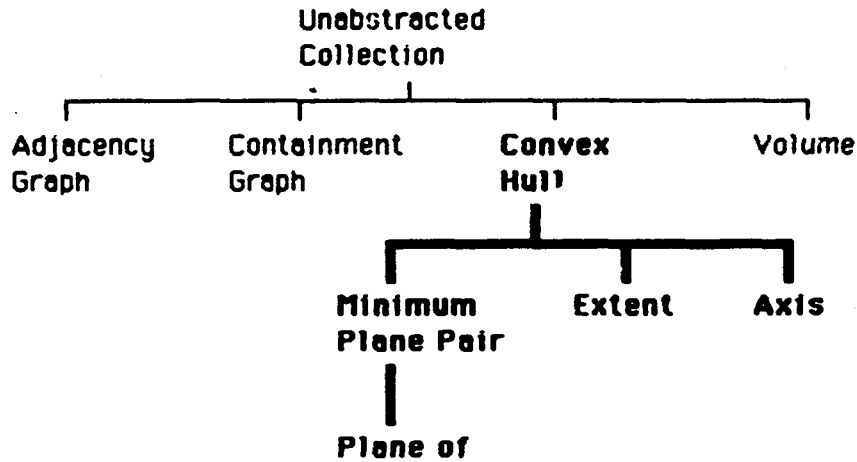 Unabstracted
Collection
Adjacency
Graph
Containment
Graph
Convex
Hull
Volume
Minimum
Plane Pair
Extent
Axis
Plane of